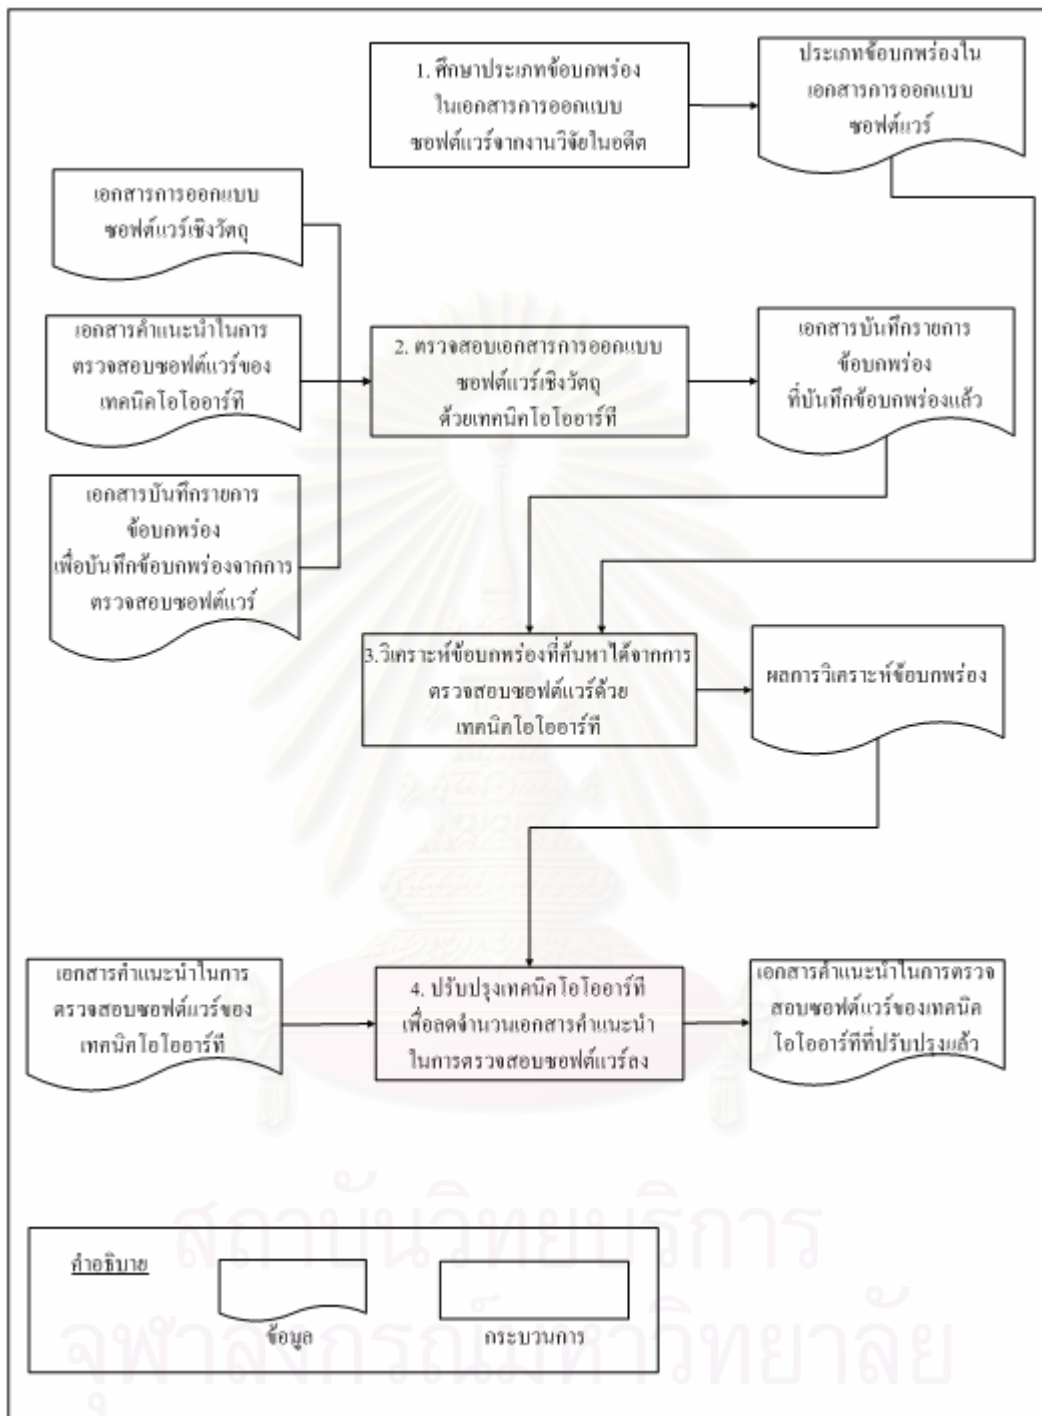 1. ศึกษาประเภทข้อบกพร่อง
ในเอกสารการออกแบบ
ซอฟต์แวร์จากงานวิจัยในอดีต
ประเภทข้อบกพร่องใน
เอกสารการออกแบบ
ซอฟต์แวร์
เอกสารการออกแบบ
ซอฟต์แวร์เชิงวัตถุ
เอกสารคำแนะนำในการ
ตรวจสอบซอฟต์แวร์ของ
เทคนิคโอโออาร์ที
เอกสารบันทึกรายการ
ข้อบกพร่อง
เพื่อบันทึกข้อบกพร่องจากการ
ตรวจสอบซอฟต์แวร์
2. ตรวจสอบเอกสารการออกแบบ
ซอฟต์แวร์เชิงวัตถุ
ด้วยเทคนิคโอโออาร์ที
เอกสารบันทึกรายการ
ข้อบกพร่อง
ที่บันทึกข้อบกพร่องแล้ว
3.วิเคราะห์ข้อบกพร่องที่ค้นหาได้จากการ
ตรวจสอบซอฟต์แวร์ด้วย
เทคนิคโอโออาร์ที
ผลการวิเคราะห์ข้อบกพร่อง
เอกสารคำแนะนำในการ
ตรวจสอบซอฟต์แวร์ของ
เทคนิคโอโออาร์ที
4. ปรับปรุงเทคนิคโอโออาร์ที
เพื่อลดจำนวนเอกสารคำแนะนำ
ในการตรวจสอบซอฟต์แวร์ลง
เอกสารคำแนะนำในการตรวจ
สอบซอฟต์แวร์ของเทคนิค
โอโออาร์ทีที่ปรับปรุงแล้ว
สถาบันวิทยบริการ
คำอธิบาย
ข้อมูล
กระบวนการ
จุฬาลงกรณ์มหาวิทยาลัย